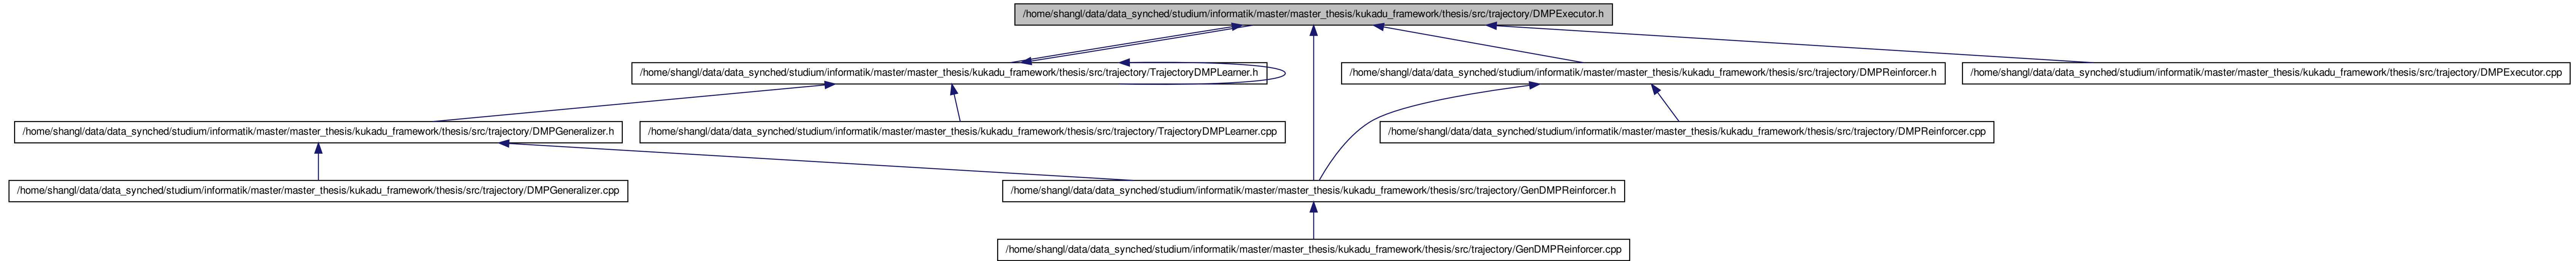 /home/shangl/data/data_synched/studium/informatik/master/master_thesis/kukadu_framework/thesis/src/trajectory/DMPExecutor.h
/home/shangl/data/data_synched/studium/informatik/master/master_thesis/kukadu_framework/thesis/src/trajectory/TrajectoryDMPLearner.h
/home/shangl/data/data_synched/studium/informatik/master/master_thesis/kukadu_framework/thesis/src/trajectory/DMPReinforcer.h
/home/shangl/data/data_synched/studium/informatik/master/master_thesis/kukadu_framework/thesis/src/trajectory/DMPExecutor.cpp
/home/shangl/data/data_synched/studium/informatik/master/master_thesis/kukadu_framework/thesis/src/trajectory/DMPGeneralizer.h
/home/shangl/data/data_synched/studium/informatik/master/master_thesis/kukadu_framework/thesis/src/trajectory/TrajectoryDMPLearner.cpp
/home/shangl/data/data_synched/studium/informatik/master/master_thesis/kukadu_framework/thesis/src/trajectory/DMPReinforcer.cpp
/home/shangl/data/data_synched/studium/informatik/master/master_thesis/kukadu_framework/thesis/src/trajectory/DMPGeneralizer.cpp
/home/shangl/data/data_synched/studium/informatik/master/master_thesis/kukadu_framework/thesis/src/trajectory/GenDMPReinforcer.h
/home/shangl/data/data_synched/studium/informatik/master/master_thesis/kukadu_framework/thesis/src/trajectory/GenDMPReinforcer.cpp